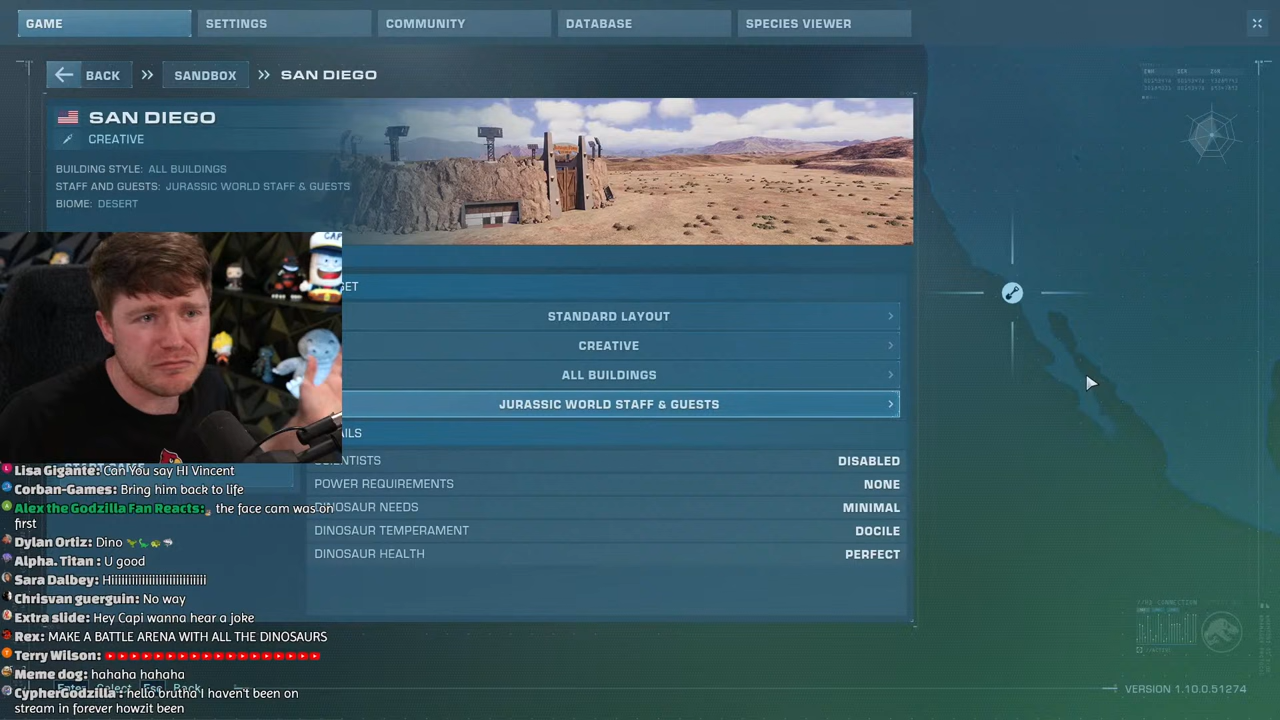 GAME
SETTINGS
COMMUNITY
DATABASE
SPECIES VIEWER
BACK
SANDBOX
SAN DIEGO
SAN DIEGO
CREATIVE
BUILDING STYLE: ALL BUILDINGS
STAFF AND GUESTS: JURASSIC WORLD STAFF & GUESTS
BIOME: DESERT
STANDARD LAYOUT
CREATIVE
ALL BUILDINGS
JURASSIC WORLD STAFF & GUESTS
SCIENTISTS DISABLED
POWER REQUIREMENTS NONE
DINOSAUR NEEDS MINIMAL
DINOSAUR TEMPERAMENT DOCILE
DINOSAUR HEALTH PERFECT
Lisa Gigante: Can You say HI Vincent
Corban-Games: Bring him back to life
Alex the Godzilla Fan Reacts: the face cam was on
first
Dylan Ortiz: Dino
Alpha. Titan : U good
Sara Dalbey: Hiiiiiiiiiiiiiiiiiiiiiiiiiii
Chrisvan guerguin: No way
Extra slide: Hey Capi wanna hear a joke
Rex: MAKE A BATTLE ARENA WITH ALL THE DINOSAURS
Terry Wilson:
Meme dog: hahaha hahaha
CypherGodzilla : hello brutha I haven't been on
stream in forever howzit been
Enter Select Esc Back
VERSION 1.10.0.51274